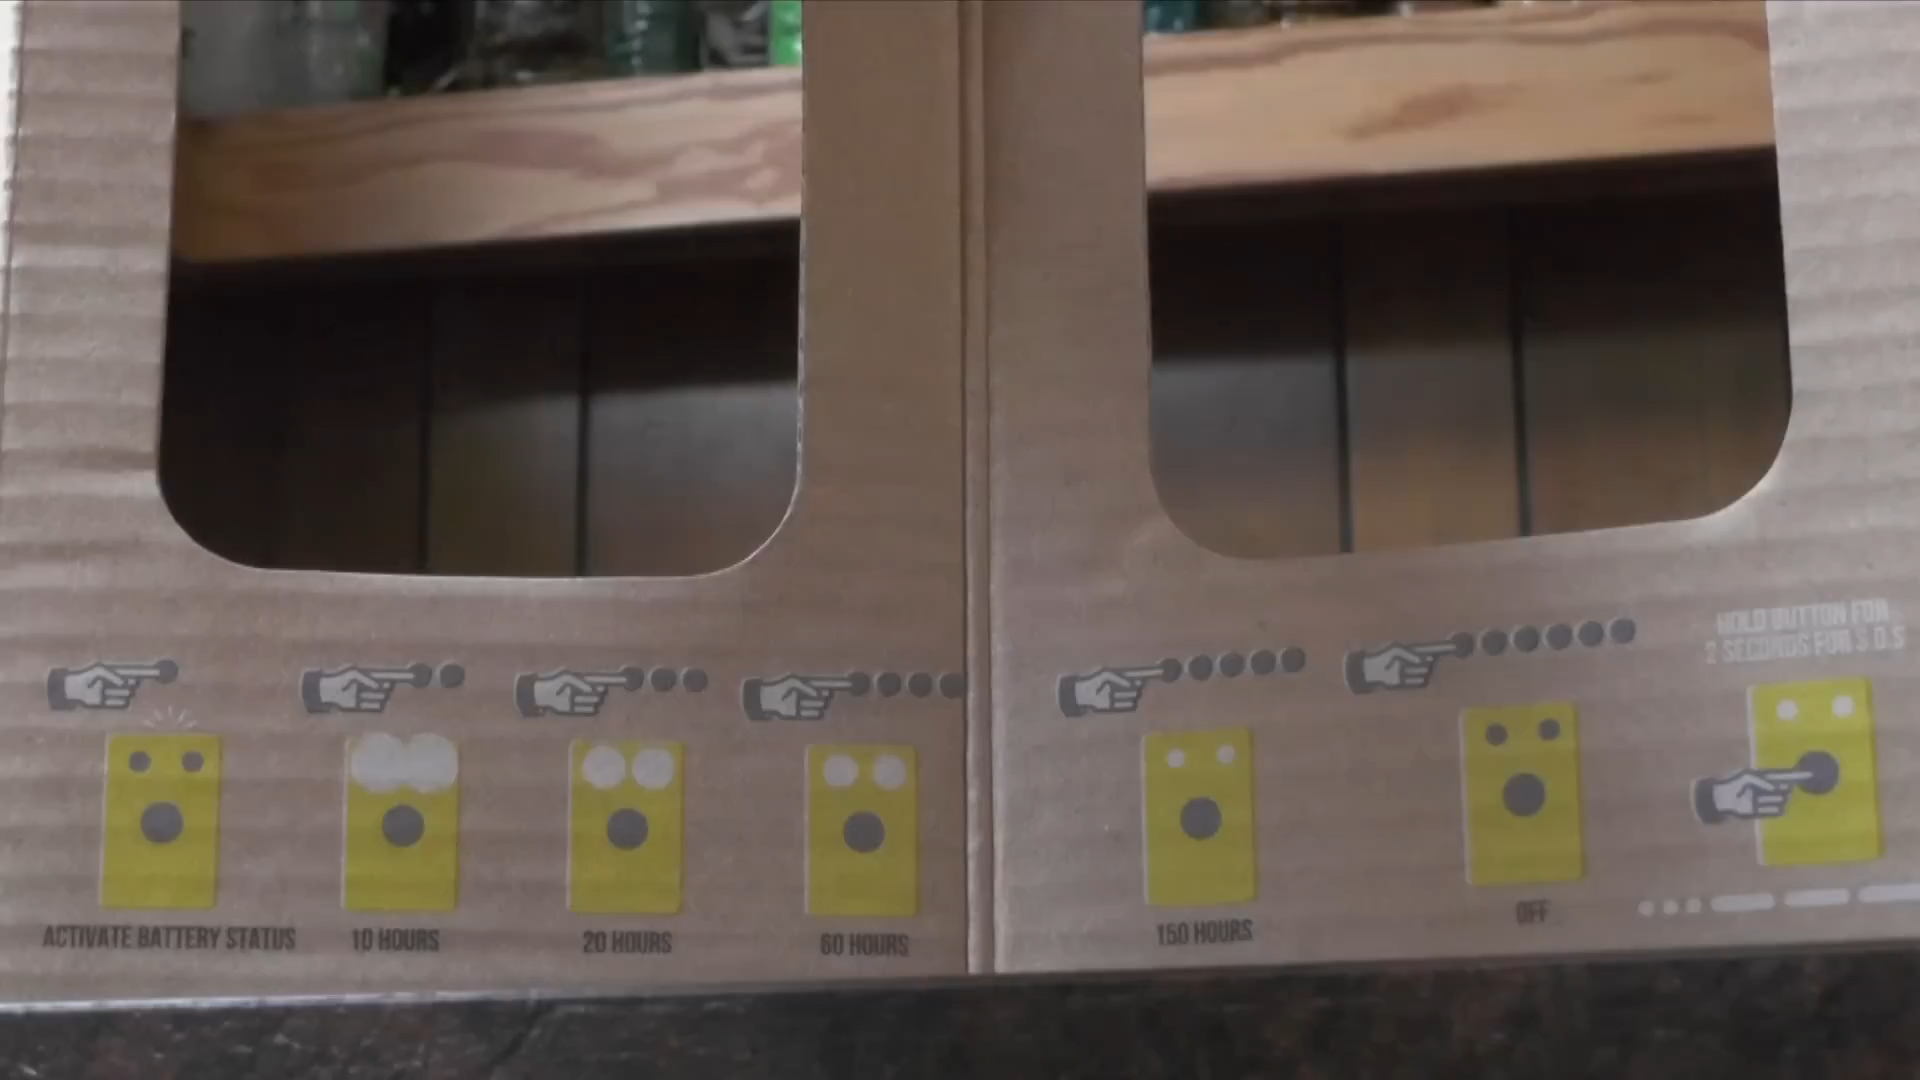 HOLD BUTTON FOR
2 SECONDS FOR S.O.S
ACTIVATE BATTERY STATUS
10 HOURS
20 HOURS
60 HOURS
150 HOURS
OFF